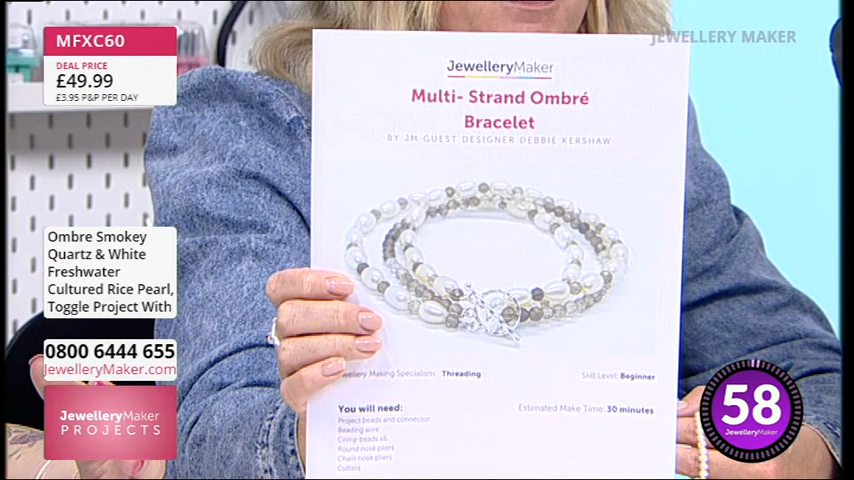 MFXC60
DEAL PRICE
£49.99
£3.95 P&P PER DAY
JEWELLERY MAKER
JewelleryMaker
Multi- Strand Ombré
Bracelet
BY JM GUEST DESIGNER DEBBIE KERSHAW
Jewellery Making Specialism: Threading
Skill Level: Beginner
You will need:
Estimated Make Time: 30 minutes
Project beads and connector
Beading wire
Crimp beads x6
Round nose pliers
Chain nose pliers
Cutters
Ombre Smokey
Quartz & White
Freshwater
Cultured Rice Pearl,
Toggle Project With
0800 6444 655
JewelleryMaker.com
JewelleryMaker
PROJECTS
58
JewelleryMaker